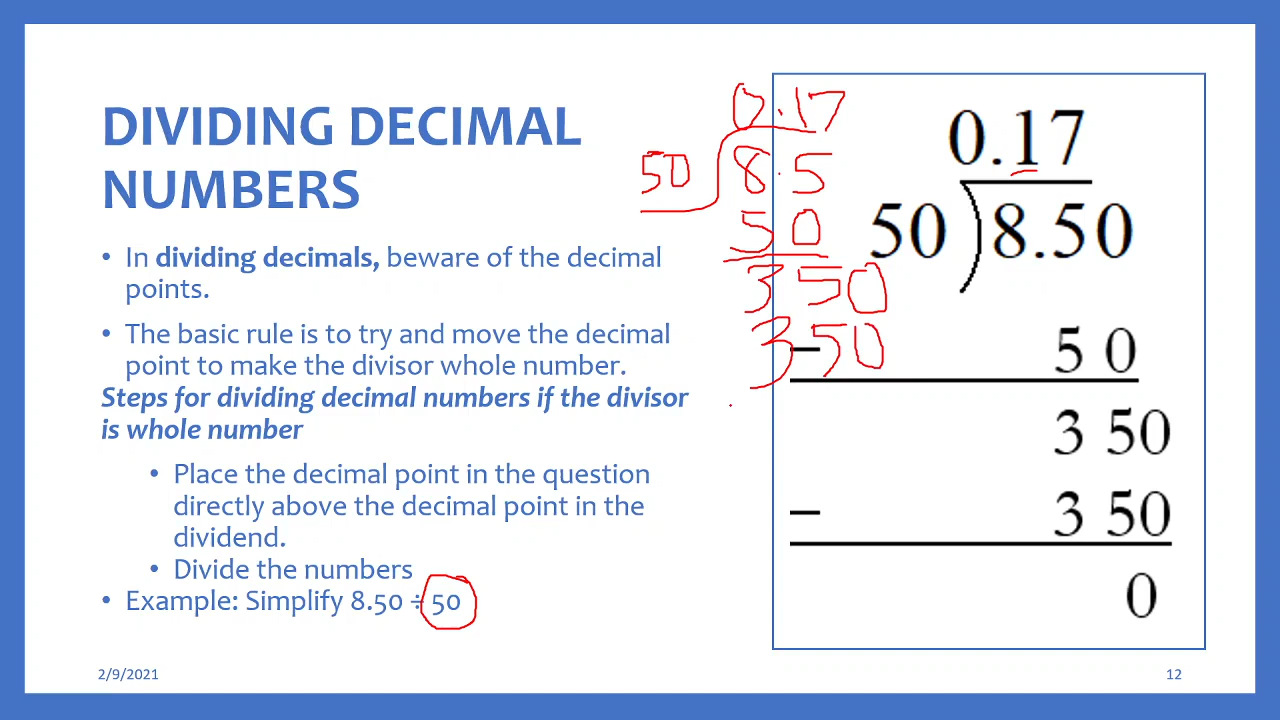 DIVIDING DECIMAL
NUMBERS
• In dividing decimals, beware of the decimal
points.
• The basic rule is to try and move the decimal
point to make the divisor whole number.
Steps for dividing decimal numbers if the divisor
is whole number
• Place the decimal point in the question
directly above the decimal point in the
dividend.
• Divide the numbers
• Example: Simplify 8.50 ÷ 50
0.17
50 8.5
50
350
350
0.17
50)8.50
− 5 0
3 50
− 3 50
0
2/9/2021
12